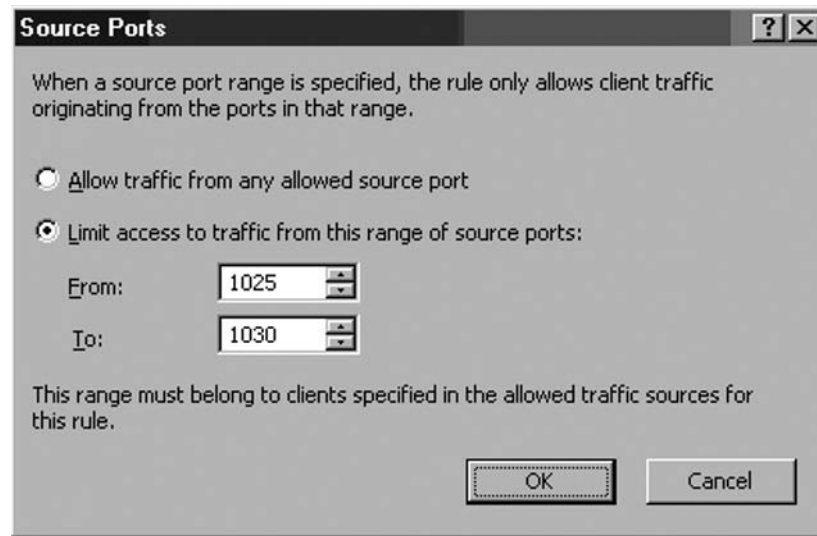 Source Ports
When a source port range is specified, the rule only allows client traffic
originating from the ports in that range.
Allow traffic from any allowed source port
Limit access to traffic from this range of source ports:
From: 1025
To: 1030
This range must belong to clients specified in the allowed traffic sources for
this rule.
OK Cancel